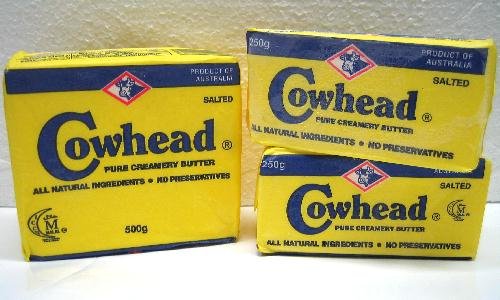 PRODUCT OF
AUSTRALIA
SALTED
Cowhead ®
PURE CREAMERY BUTTER
ALL NATURAL INGREDIENTS • NO PRESERVATIVES
M
500g
250g
PRODUCT OF
AUSTRALIA
SALTED
Cowhead ®
PURE CREAMERY BUTTER
ALL NATURAL INGREDIENTS • NO PRESERVATIVES
250g
AUSTRALIA
SALTED
Cowhead ®
PURE CREAMERY BUTTER
ALL NATURAL INGREDIENTS • NO PRESERVATIVES